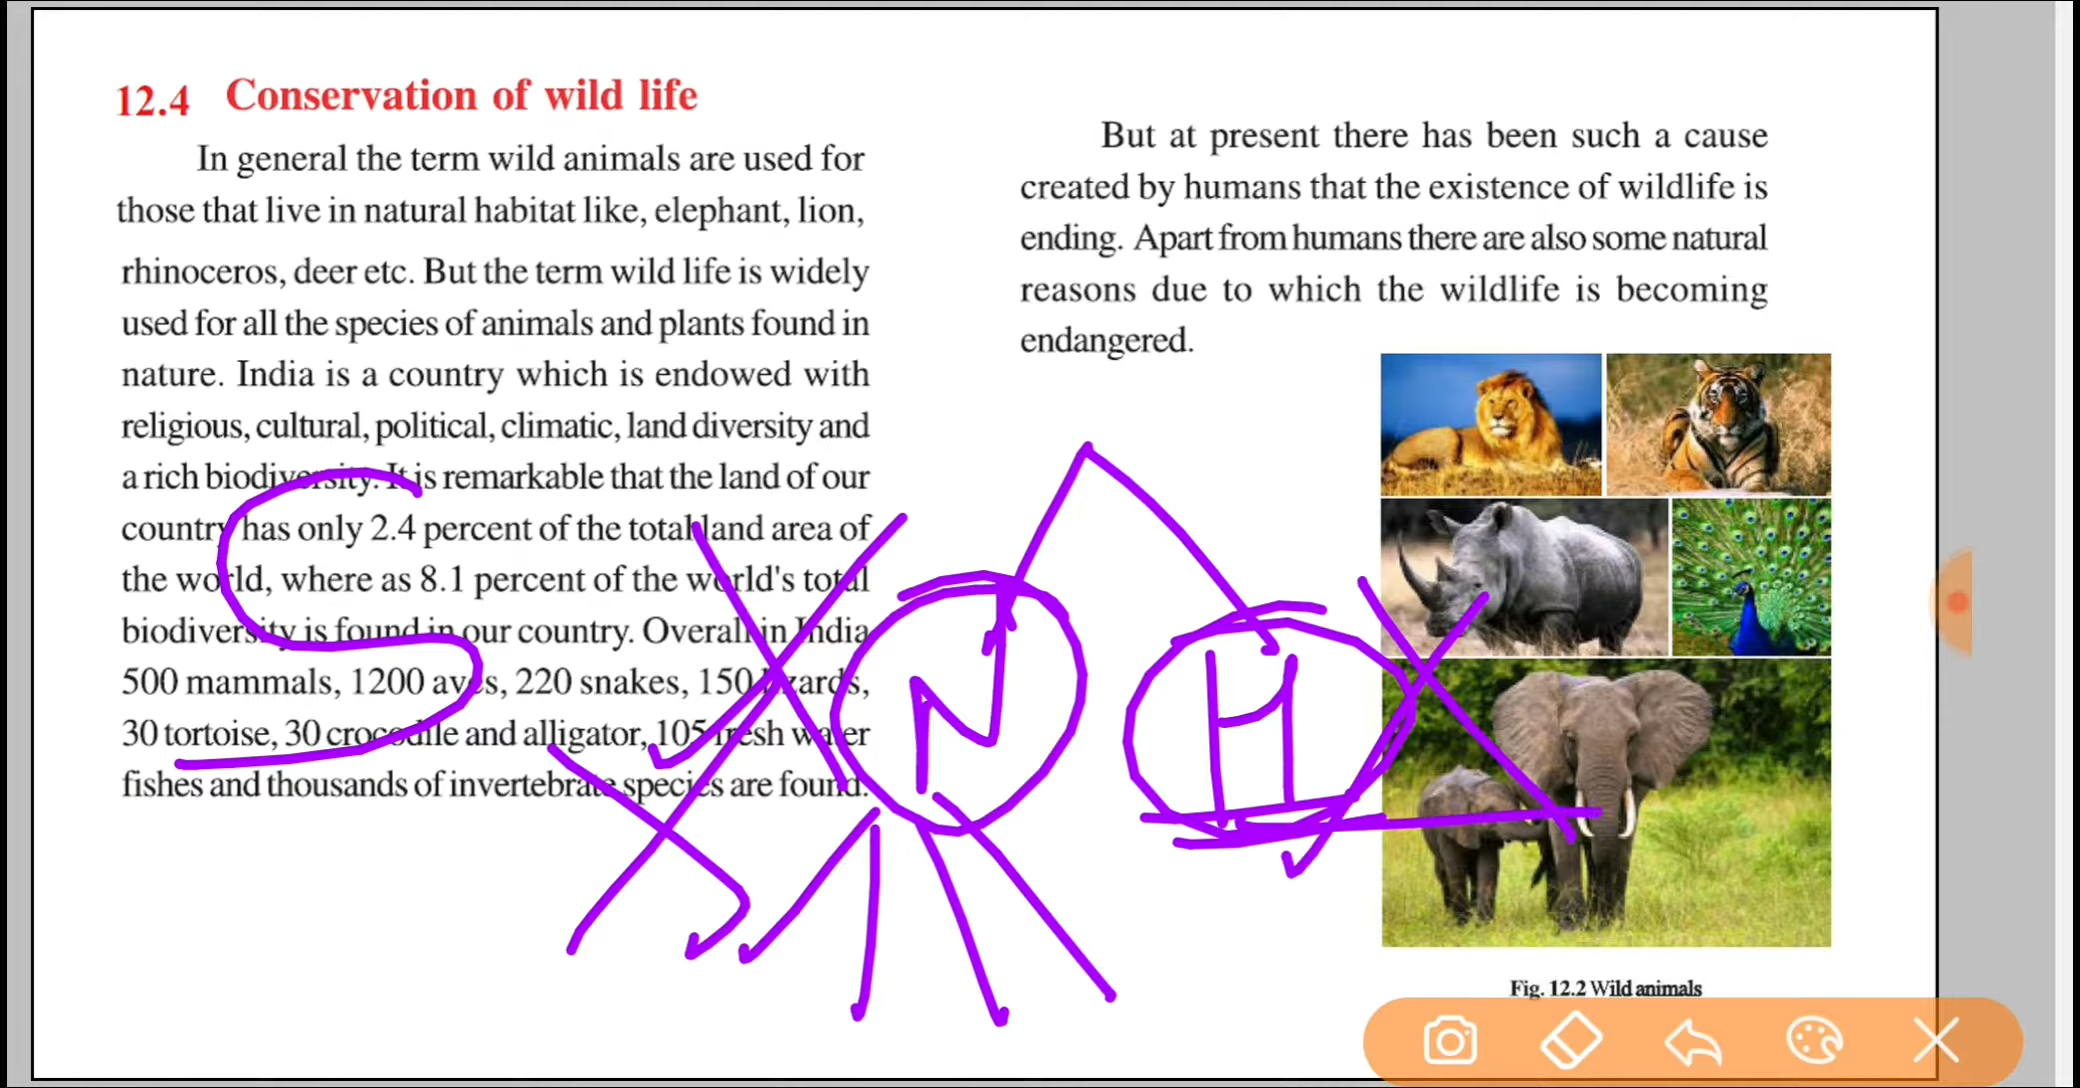 12.4 Conservation of wild life
In general the term wild animals are used for
those that live in natural habitat like, elephant, lion,
rhinoceros, deer etc. But the term wild life is widely
used for all the species of animals and plants found in
nature. India is a country which is endowed with
religious, cultural, political, climatic, land diversity and
a rich biodiversity. It is remarkable that the land of our
country has only 2.4 percent of the total land area of
the world, where as 8.1 percent of the world's total
biodiversity is found in our country. Overall in India
500 mammals, 1200 aves, 220 snakes, 150 lizards,
30 tortoise, 30 crocodile and alligator, 105 fresh water
fishes and thousands of invertebrate species are found.
But at present there has been such a cause
created by humans that the existence of wildlife is
ending. Apart from humans there are also some natural
reasons due to which the wildlife is becoming
endangered.
N
H
Fig. 12.2 Wild animals